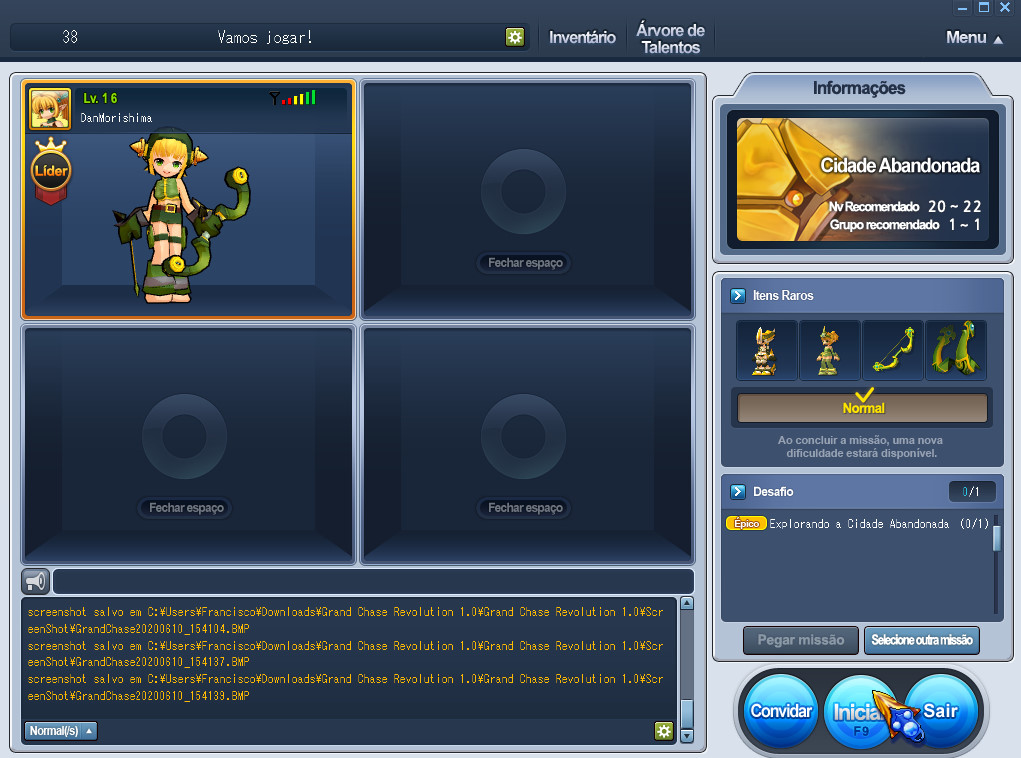 38
Vamos jogar!
Inventário
Árvore de
Talentos
Menu
Lv. 16
DanMorishima
Líder
Fechar espaço
Fechar espaço
Fechar espaço
Informações
Cidade Abandonada
Nv Recomendado 20 ~ 22
Grupo recomendado 1 ~ 1
Itens Raros
Normal
Ao concluir a missão, uma nova
dificuldade estará disponível.
Desafio 0/1
Épico Explorando a Cidade Abandonada (0/1)
Pegar missão
Selecione outra missão
screenshot salvo em C:¥Users¥Francisco¥Downloads¥Grand Chase Revolution 1.0¥Grand Chase Revolution 1.0¥Scr
eenShot¥GrandChase20200610_154104.BMP
screenshot salvo em C:¥Users¥Francisco¥Downloads¥Grand Chase Revolution 1.0¥Grand Chase Revolution 1.0¥Scr
eenShot¥GrandChase20200610_154137.BMP
screenshot salvo em C:¥Users¥Francisco¥Downloads¥Grand Chase Revolution 1.0¥Grand Chase Revolution 1.0¥Scr
eenShot¥GrandChase20200610_154139.BMP
Normal(/s)
Convidar
Inicia
F9
Sair